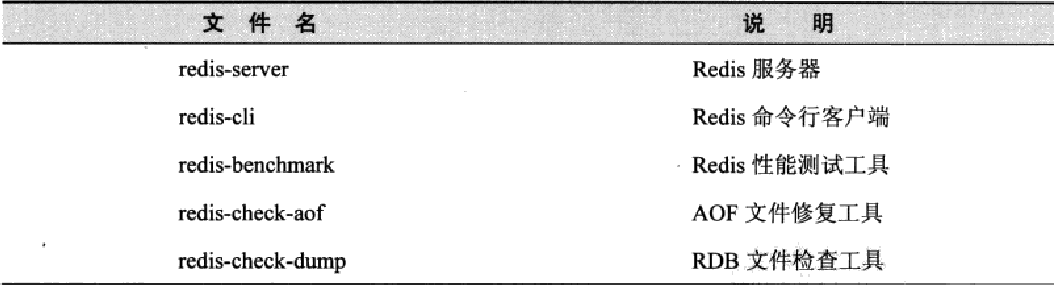 文 件 名 说 明
redis-server Redis 服务器
redis-cli Redis 命令行客户端
redis-benchmark Redis 性能测试工具
redis-check-aof AOF 文件修复工具
redis-check-dump RDB 文件检查工具